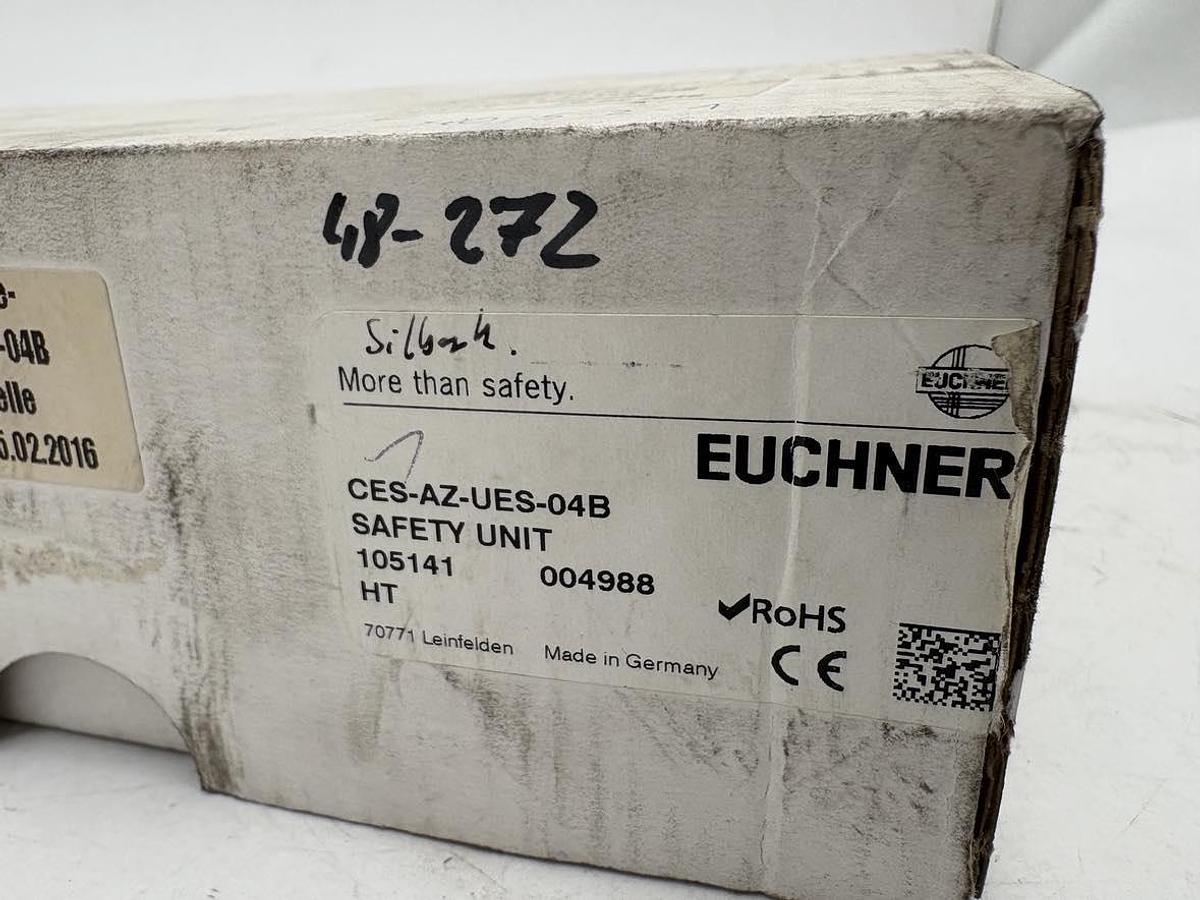 48-272
e-
-04B
elle
5.02.2016
More than safety.
EUCHNER
EUCHNER
CES-AZ-UES-04B
SAFETY UNIT
105141 004988
HT
RoHS
70771 Leinfelden Made in Germany
CE